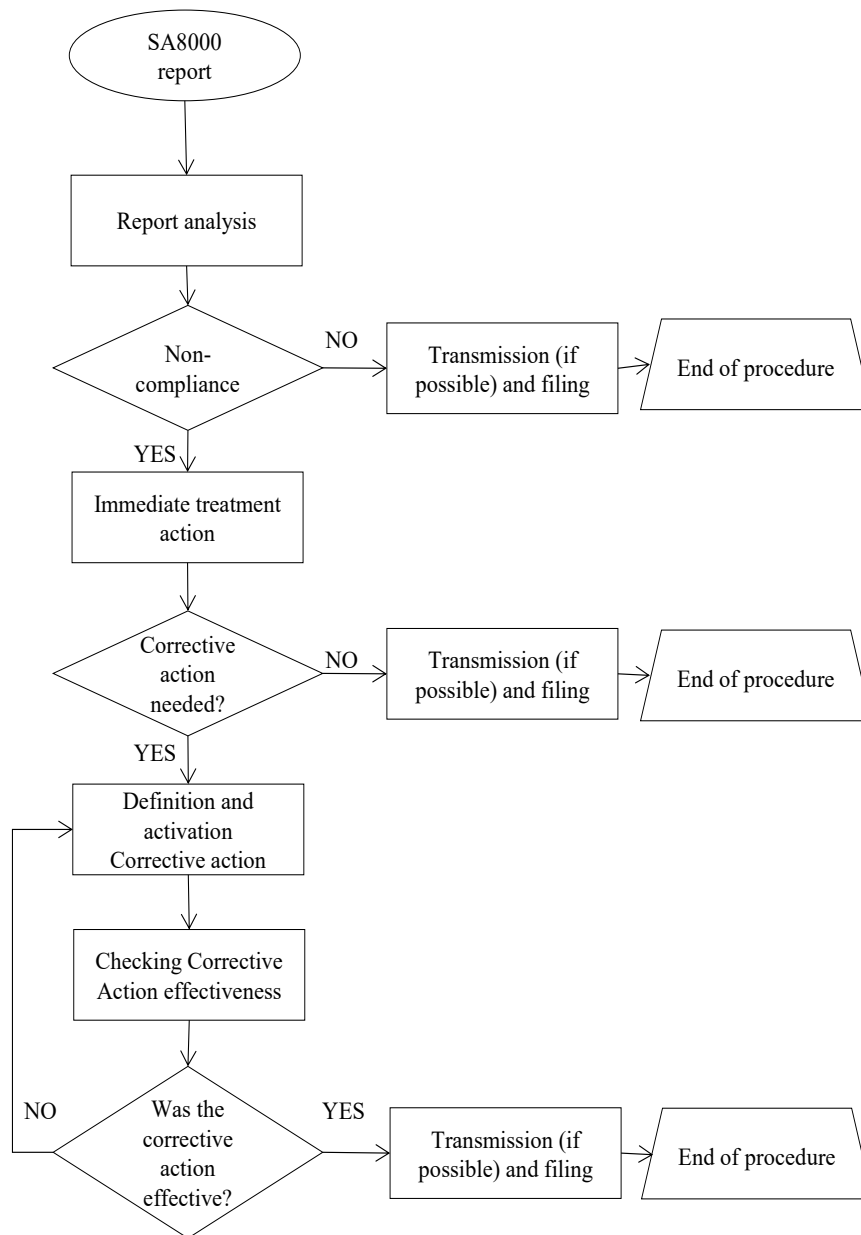 SA8000
report
Report analysis
Non-
compliance
NO
Transmission (if
possible) and filing
End of procedure
YES
Immediate treatment
action
Corrective
action
needed?
NO
Transmission (if
possible) and filing
End of procedure
YES
Definition and
activation
Corrective action
Checking Corrective
Action effectiveness
NO
Was the
corrective
action
effective?
YES
Transmission (if
possible) and filing
End of procedure